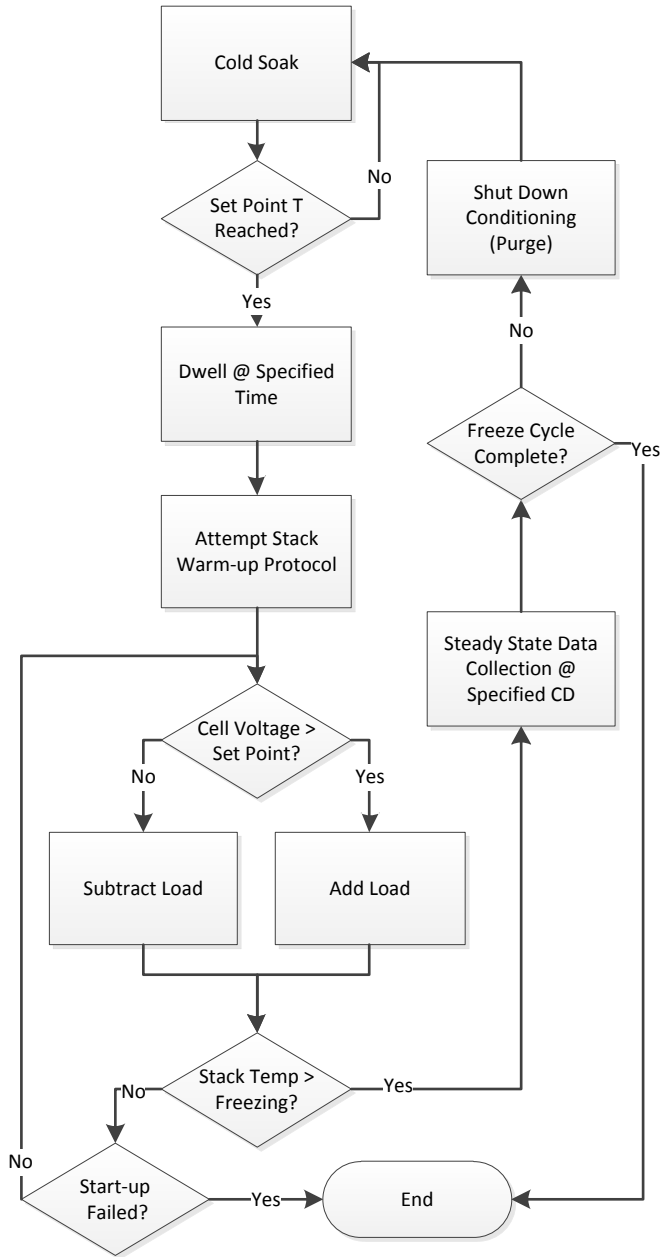 Cold Soak
No
Set Point T
Reached?
Shut Down
Conditioning
(Purge)
Yes
No
Dwell @ Specified
Time
Freeze Cycle
Complete?
Yes
Attempt Stack
Warm-up Protocol
Steady State Data
Collection @
Specified CD
Cell Voltage >
Set Point?
No
Yes
Subtract Load
Add Load
Stack Temp >
Freezing?
No
Yes
No
Start-up
Failed?
Yes
End